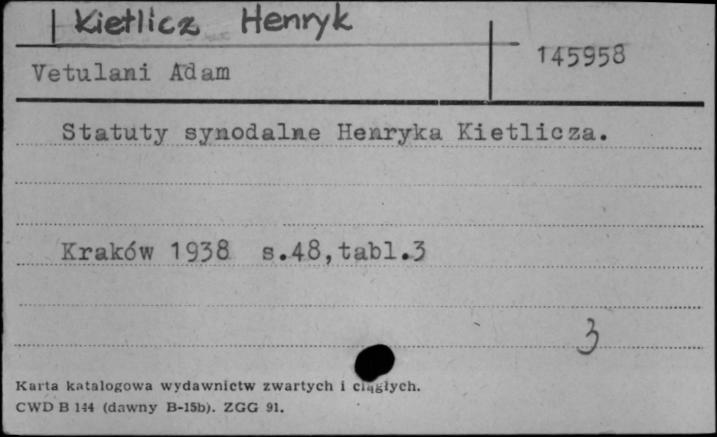 Kietlicz Henryk
145958
Vetulani Adam
Statuty synodalne Henryka Kietlicza.
Kraków 1938 s.48,tabl.3
3
Karta katalogowa wydawnictw zwartych i ciągłych.
CWD B 144 (dawny B-15b). ZGG 91.